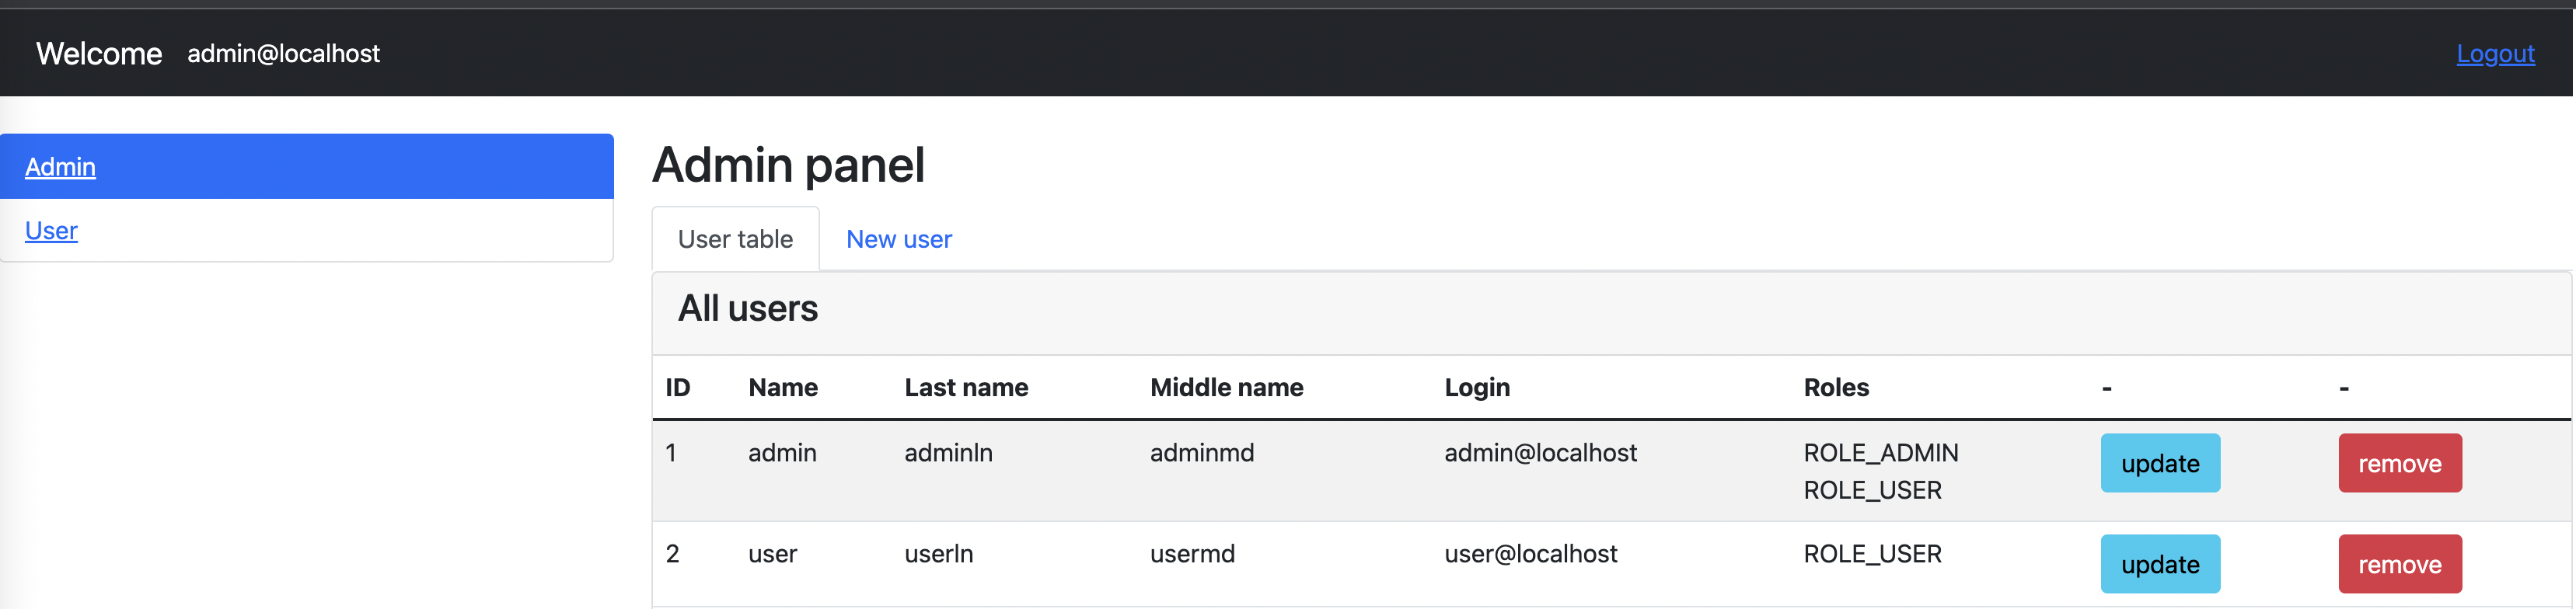 Welcome admin@localhost Logout
Admin
User
Admin panel
User table New user
All users
ID Name Last name Middle name Login Roles - -
1 admin adminln adminmd admin@localhost ROLE_ADMIN update remove
ROLE_USER
2 user userln usermd user@localhost ROLE_USER update remove